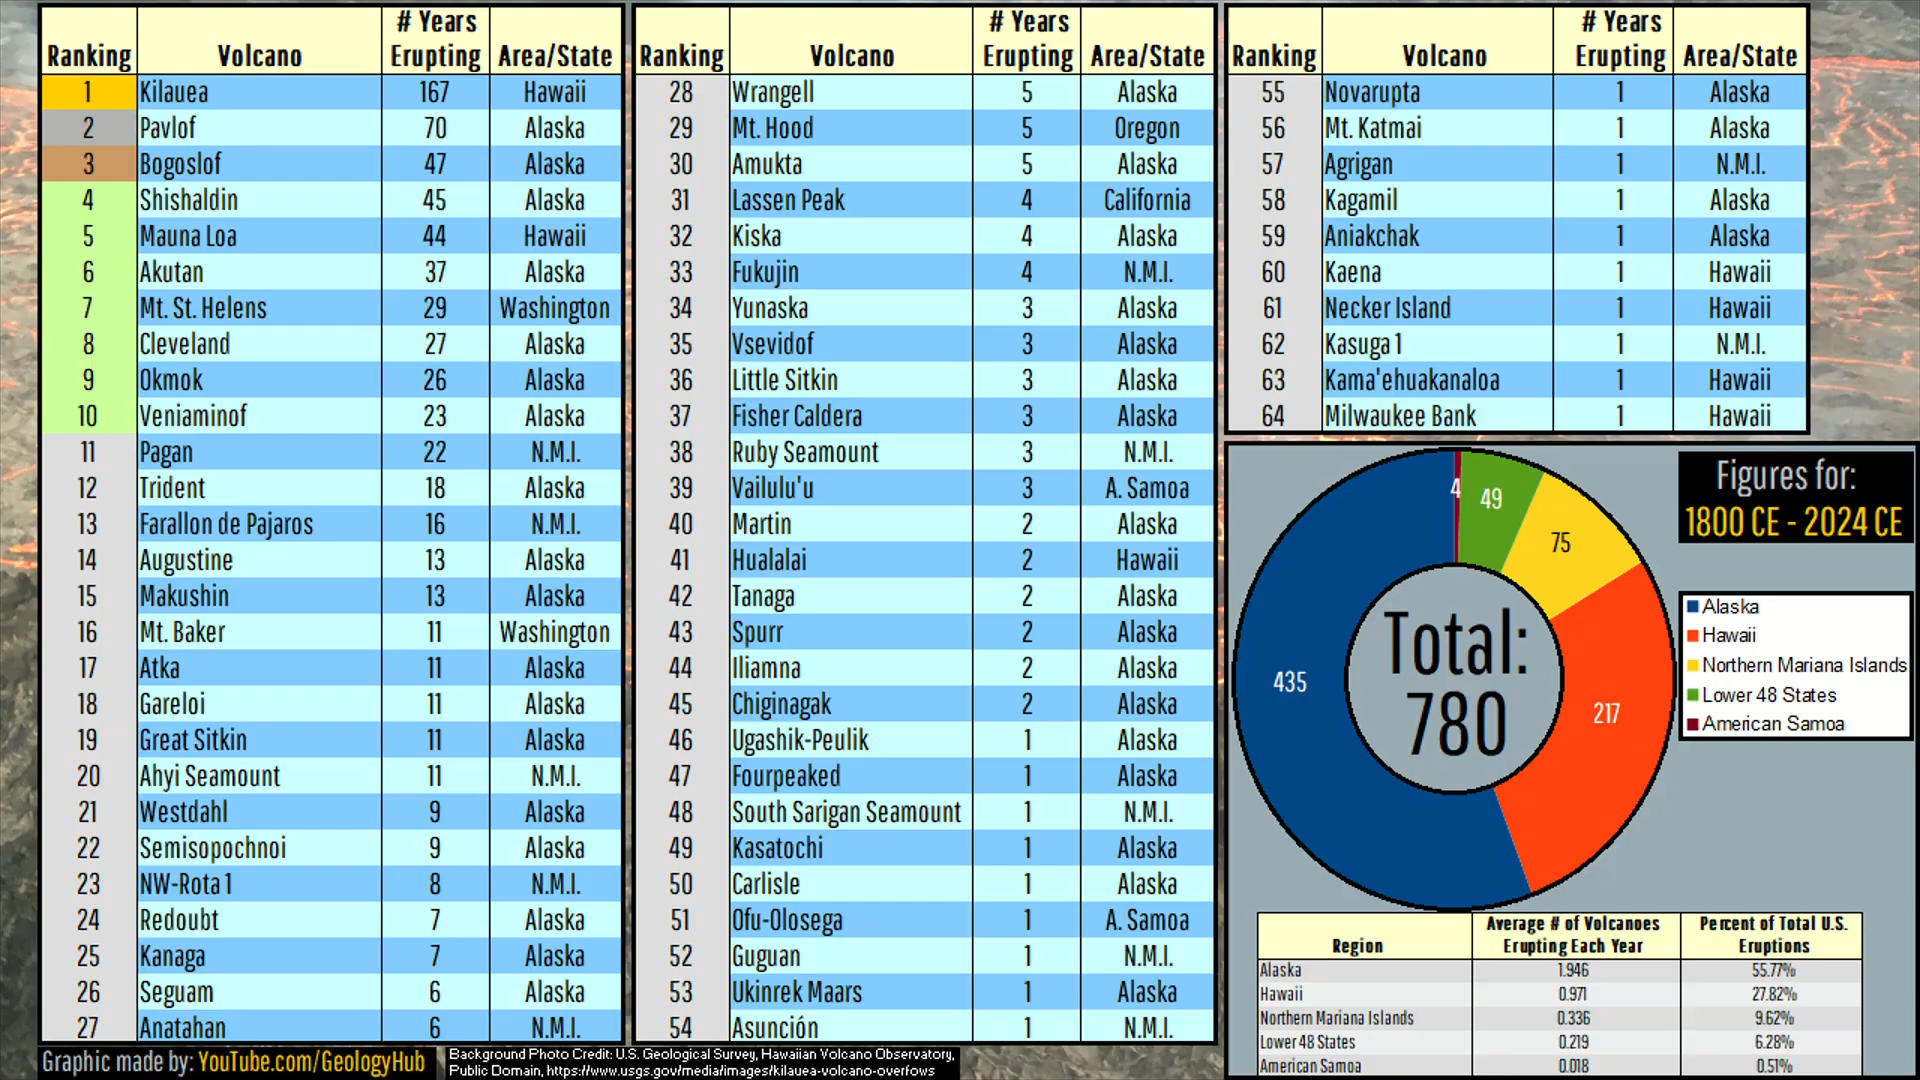 Ranking Volcano # Years Erupting Area/State
1 Kilauea 167 Hawaii
2 Pavlof 70 Alaska
3 Bogoslof 47 Alaska
4 Shishaldin 45 Alaska
5 Mauna Loa 44 Hawaii
6 Akutan 37 Alaska
7 Mt. St. Helens 29 Washington
8 Cleveland 27 Alaska
9 Okmok 26 Alaska
10 Veniaminof 23 Alaska
11 Pagan 22 N.M.I.
12 Trident 18 Alaska
13 Farallon de Pajaros 16 N.M.I.
14 Augustine 13 Alaska
15 Makushin 13 Alaska
16 Mt. Baker 11 Washington
17 Atka 11 Alaska
18 Gareloi 11 Alaska
19 Great Sitkin 11 Alaska
20 Ahyi Seamount 11 N.M.I.
21 Westdahl 9 Alaska
22 Semisopochnoi 9 Alaska
23 NW-Rota 1 8 N.M.I.
24 Redoubt 7 Alaska
25 Kanaga 7 Alaska
26 Seguam 6 Alaska
27 Anatahan 6 N.M.I.
Ranking Volcano # Years Erupting Area/State
28 Wrangell 5 Alaska
29 Mt. Hood 5 Oregon
30 Amukta 5 Alaska
31 Lassen Peak 4 California
32 Kiska 4 Alaska
33 Fukujin 4 N.M.I.
34 Yunaska 3 Alaska
35 Vsevidof 3 Alaska
36 Little Sitkin 3 Alaska
37 Fisher Caldera 3 Alaska
38 Ruby Seamount 3 N.M.I.
39 Vailulu'u 3 A. Samoa
40 Martin 2 Alaska
41 Hualalai 2 Hawaii
42 Tanaga 2 Alaska
43 Spurr 2 Alaska
44 Iliamna 2 Alaska
45 Chiginagak 2 Alaska
46 Ugashik-Peulik 1 Alaska
47 Fourpeaked 1 Alaska
48 South Sarigan Seamount 1 N.M.I.
49 Kasatochi 1 Alaska
50 Carlisle 1 Alaska
51 Ofu-Olosega 1 A. Samoa
52 Guguan 1 N.M.I.
53 Ukinrek Maars 1 Alaska
54 Asunción 1 N.M.I.
Ranking Volcano # Years Erupting Area/State
55 Novarupta 1 Alaska
56 Mt. Katmai 1 Alaska
57 Agrigan 1 N.M.I.
58 Kagamil 1 Alaska
59 Aniakchak 1 Alaska
60 Kaena 1 Hawaii
61 Necker Island 1 Hawaii
62 Kasuga 1 1 N.M.I.
63 Kama'ehuakanaloa 1 Hawaii
64 Milwaukee Bank 1 Hawaii
Figures for:
1800 CE - 2024 CE
4
49
75
217
435
Total:
780
Alaska
Hawaii
Northern Mariana Islands
Lower 48 States
American Samoa
Region Average # of Volcanoes Erupting Each Year Percent of Total U.S. Eruptions
Alaska 1.946 55.77%
Hawaii 0.971 27.82%
Northern Mariana Islands 0.336 9.62%
Lower 48 States 0.219 6.28%
American Samoa 0.018 0.51%
Graphic made by: YouTube.com/GeologyHub
Background Photo Credit: U.S. Geological Survey, Hawaiian Volcano Observatory,
Public Domain, https://www.usgs.gov/media/images/kilauea-volcano-overfows